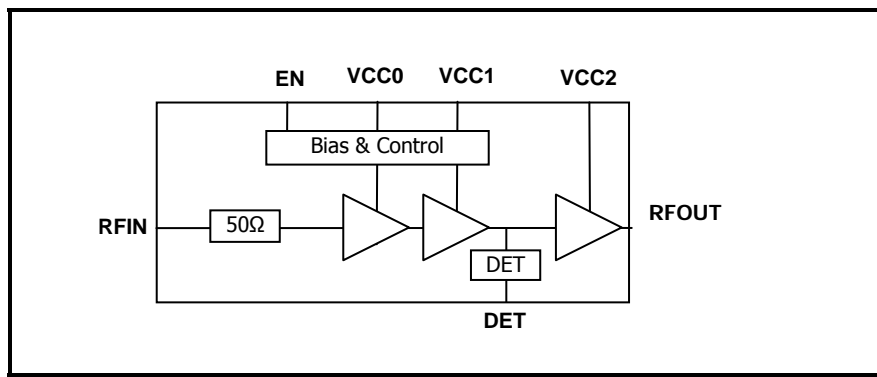 EN VCC0 VCC1 VCC2
Bias & Control
RFIN 50Ω RFOUT
DET
DET